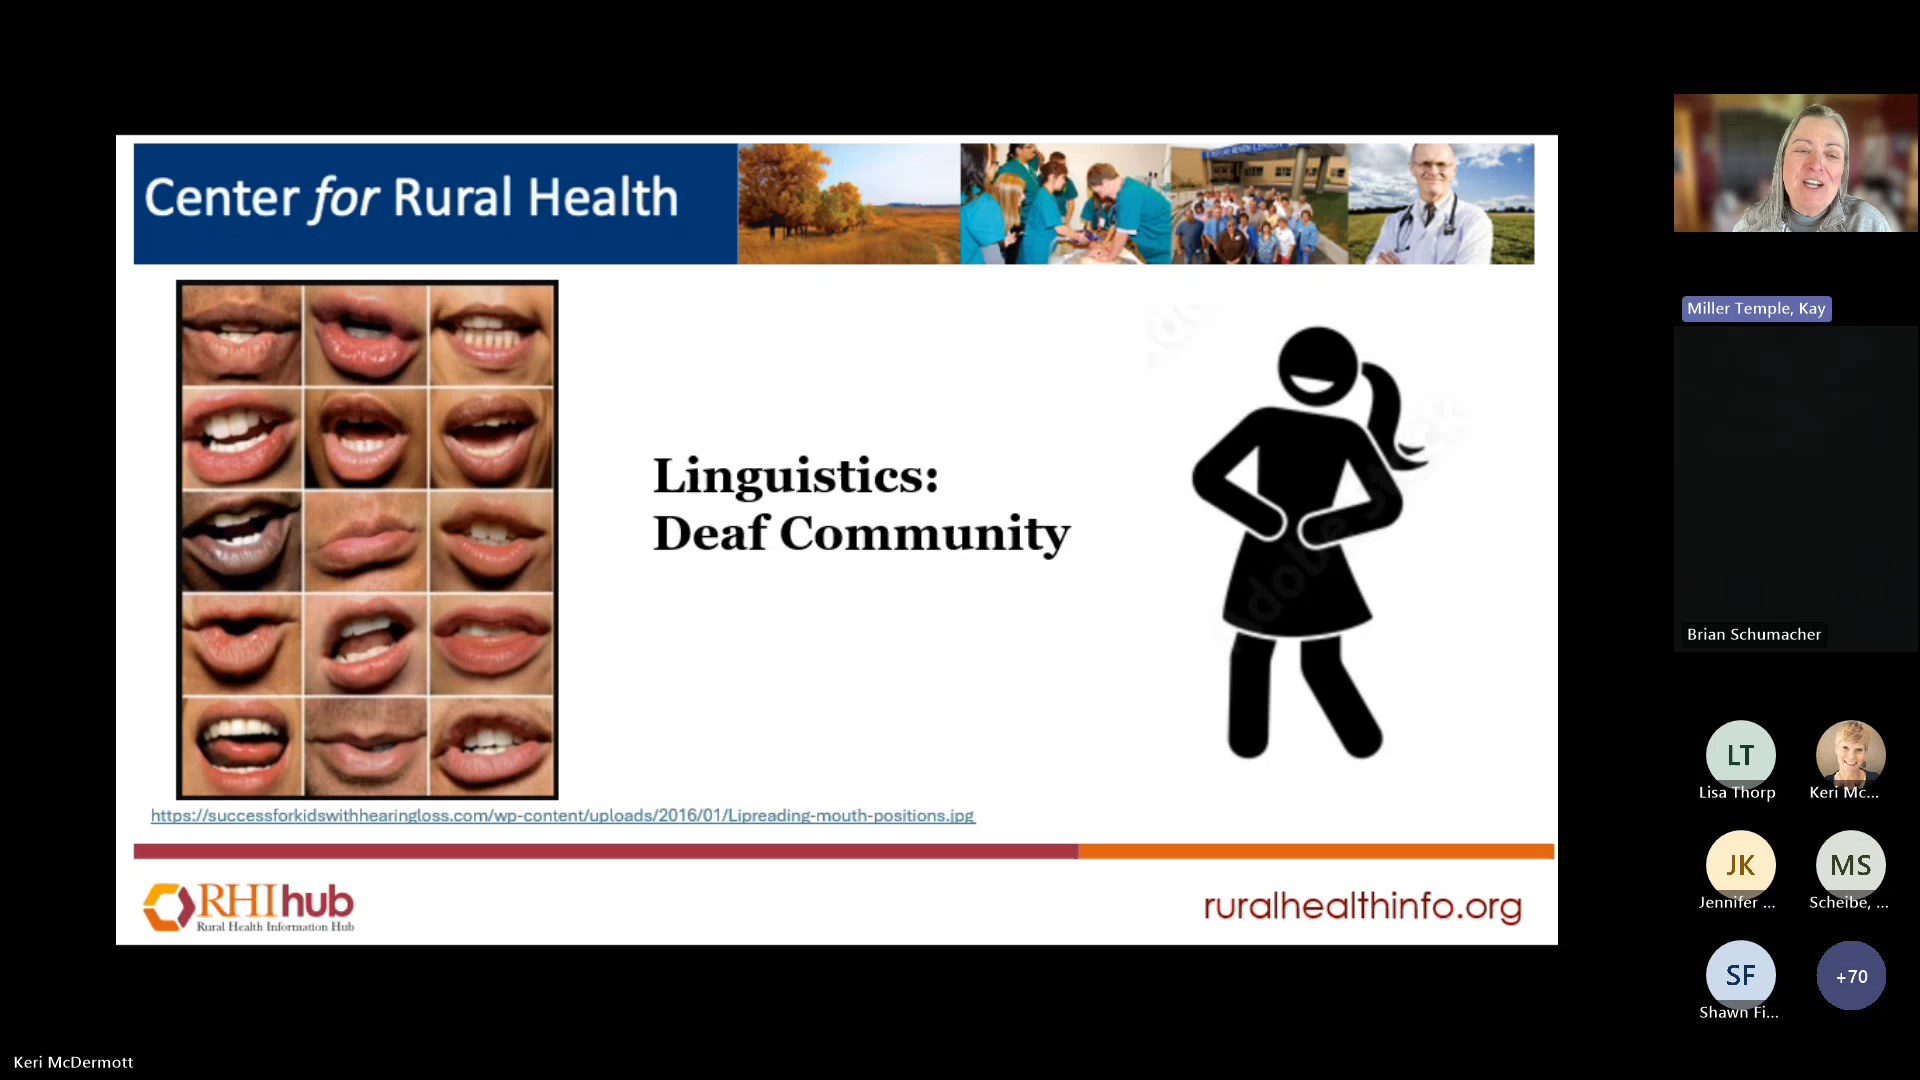 Center for Rural Health
Linguistics:
Deaf Community
https://successforkidswithhearingloss.com/wp-content/uploads/2016/01/Lipreading-mouth-positions.jpg
RHIhub
Rural Health Information Hub
ruralhealthinfo.org
Miller Temple, Kay
Brian Schumacher
LT
Lisa Thorp
Keri Mc...
JK
Jennifer ...
MS
Scheibe, ...
SF
Shawn Fi...
+70
Keri McDermott